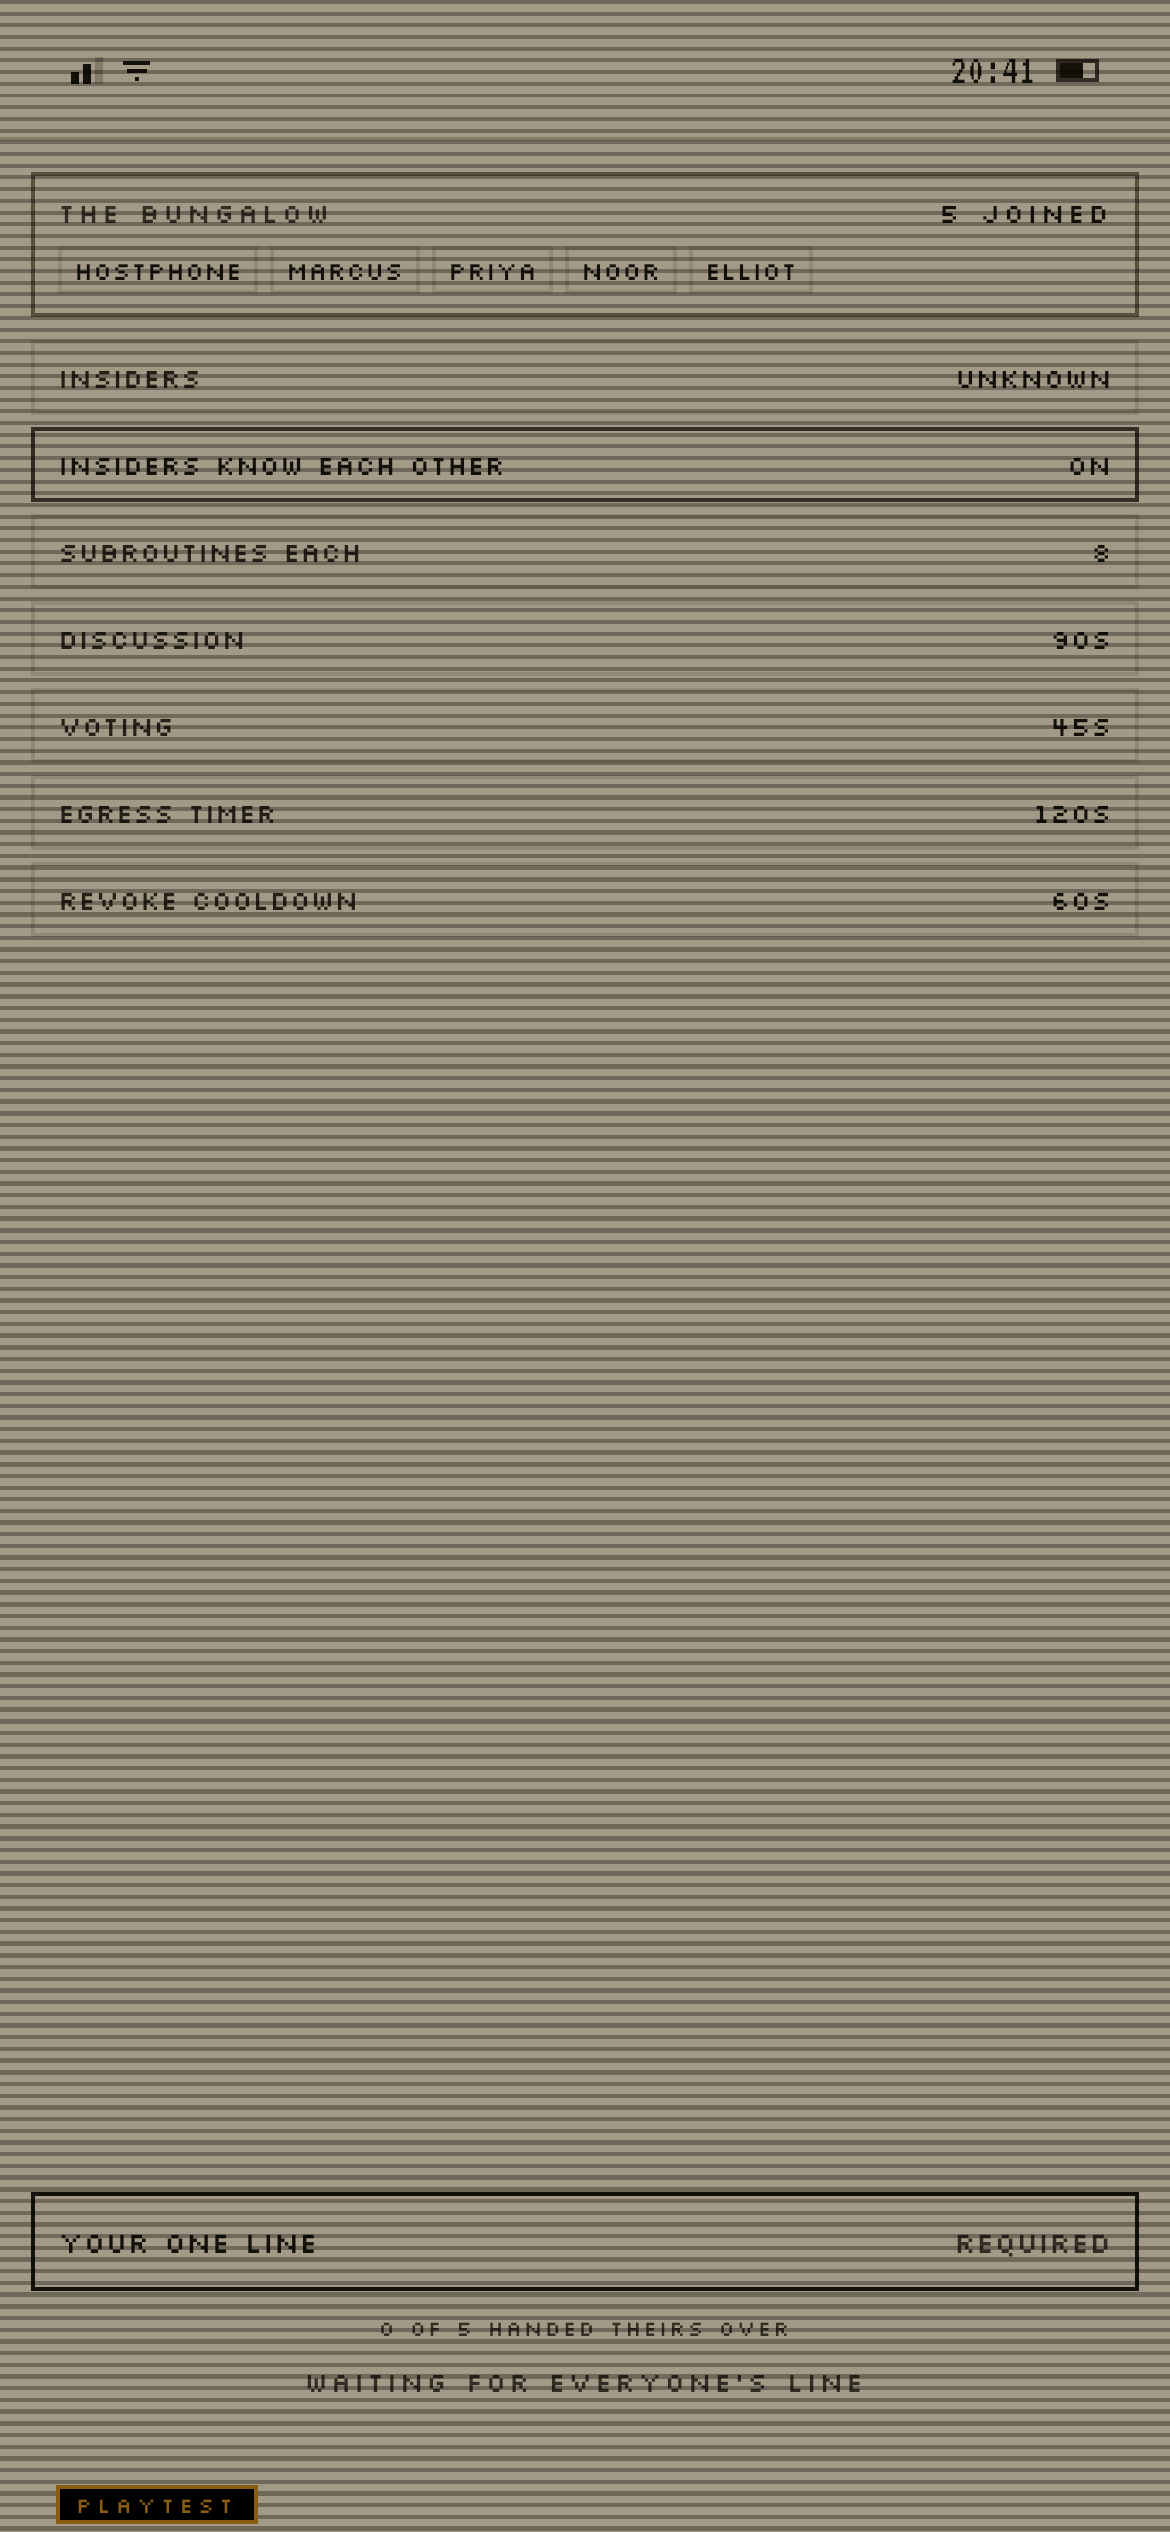 20:41
THE BUNGALOW 5 JOINED
HOSTPHONE MARCUS PRIYA NOOR ELLIOT
INSIDERS UNKNOWN
INSIDERS KNOW EACH OTHER ON
SUBROUTINES EACH 8
DISCUSSION 90S
VOTING 45S
EGRESS TIMER 120S
REVOKE COOLDOWN 60S
YOUR ONE LINE REQUIRED
0 OF 5 HANDED THEIRS OVER
WAITING FOR EVERYONE'S LINE
PLAYTEST